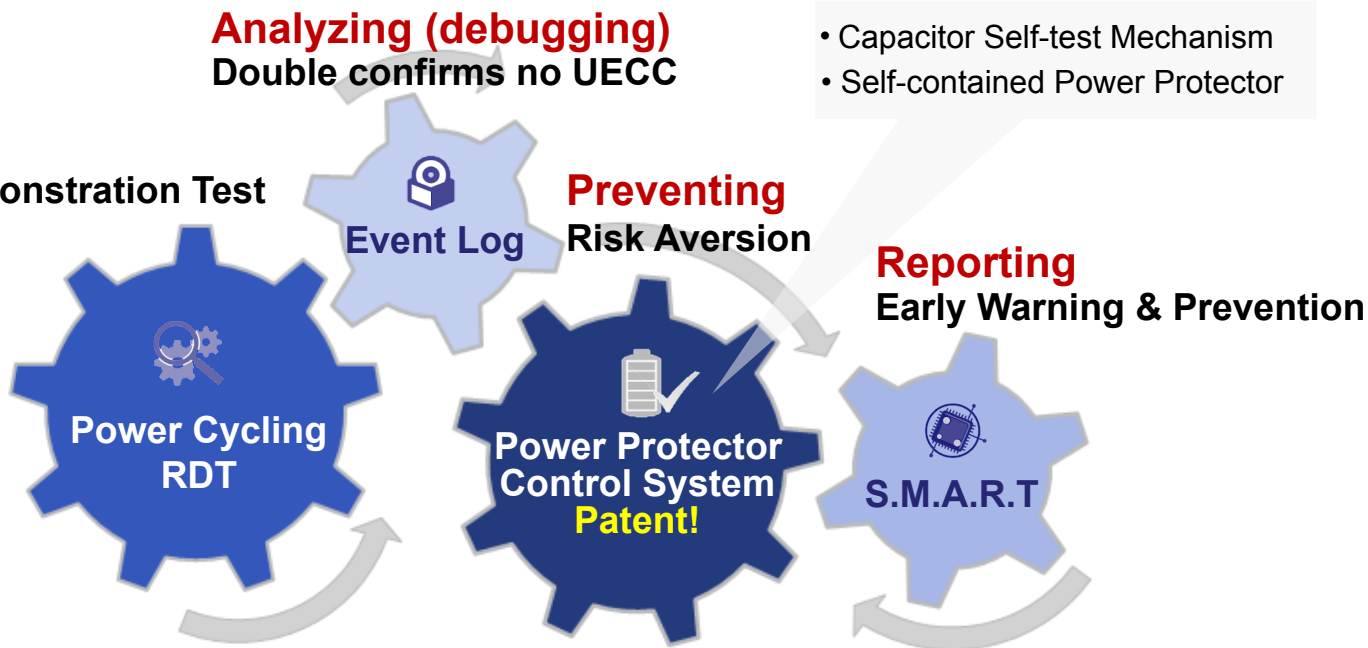 Analyzing (debugging)
Double confirms no UECC
• Capacitor Self-test Mechanism
• Self-contained Power Protector
onstration Test
Event Log
Preventing
Risk Aversion
Reporting
Early Warning & Prevention
Power Cycling
RDT
Power Protector
Control System
Patent!
S.M.A.R.T